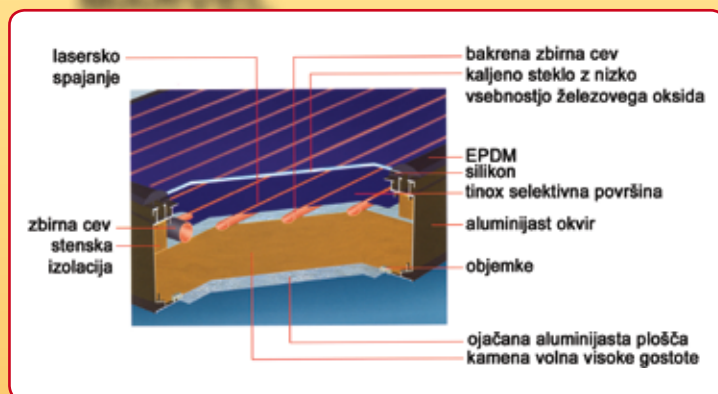 lasersko
spajanje
bakrena zbirna cev
kaljeno steklo z nizko
vsebnostjo železovega oksida
EPDM
silikon
tinox selektivna površina
zbirna cev
stenska
izolacija
aluminijast okvir
objemke
ojačana aluminijasta plošča
kamena volna visoke gostote